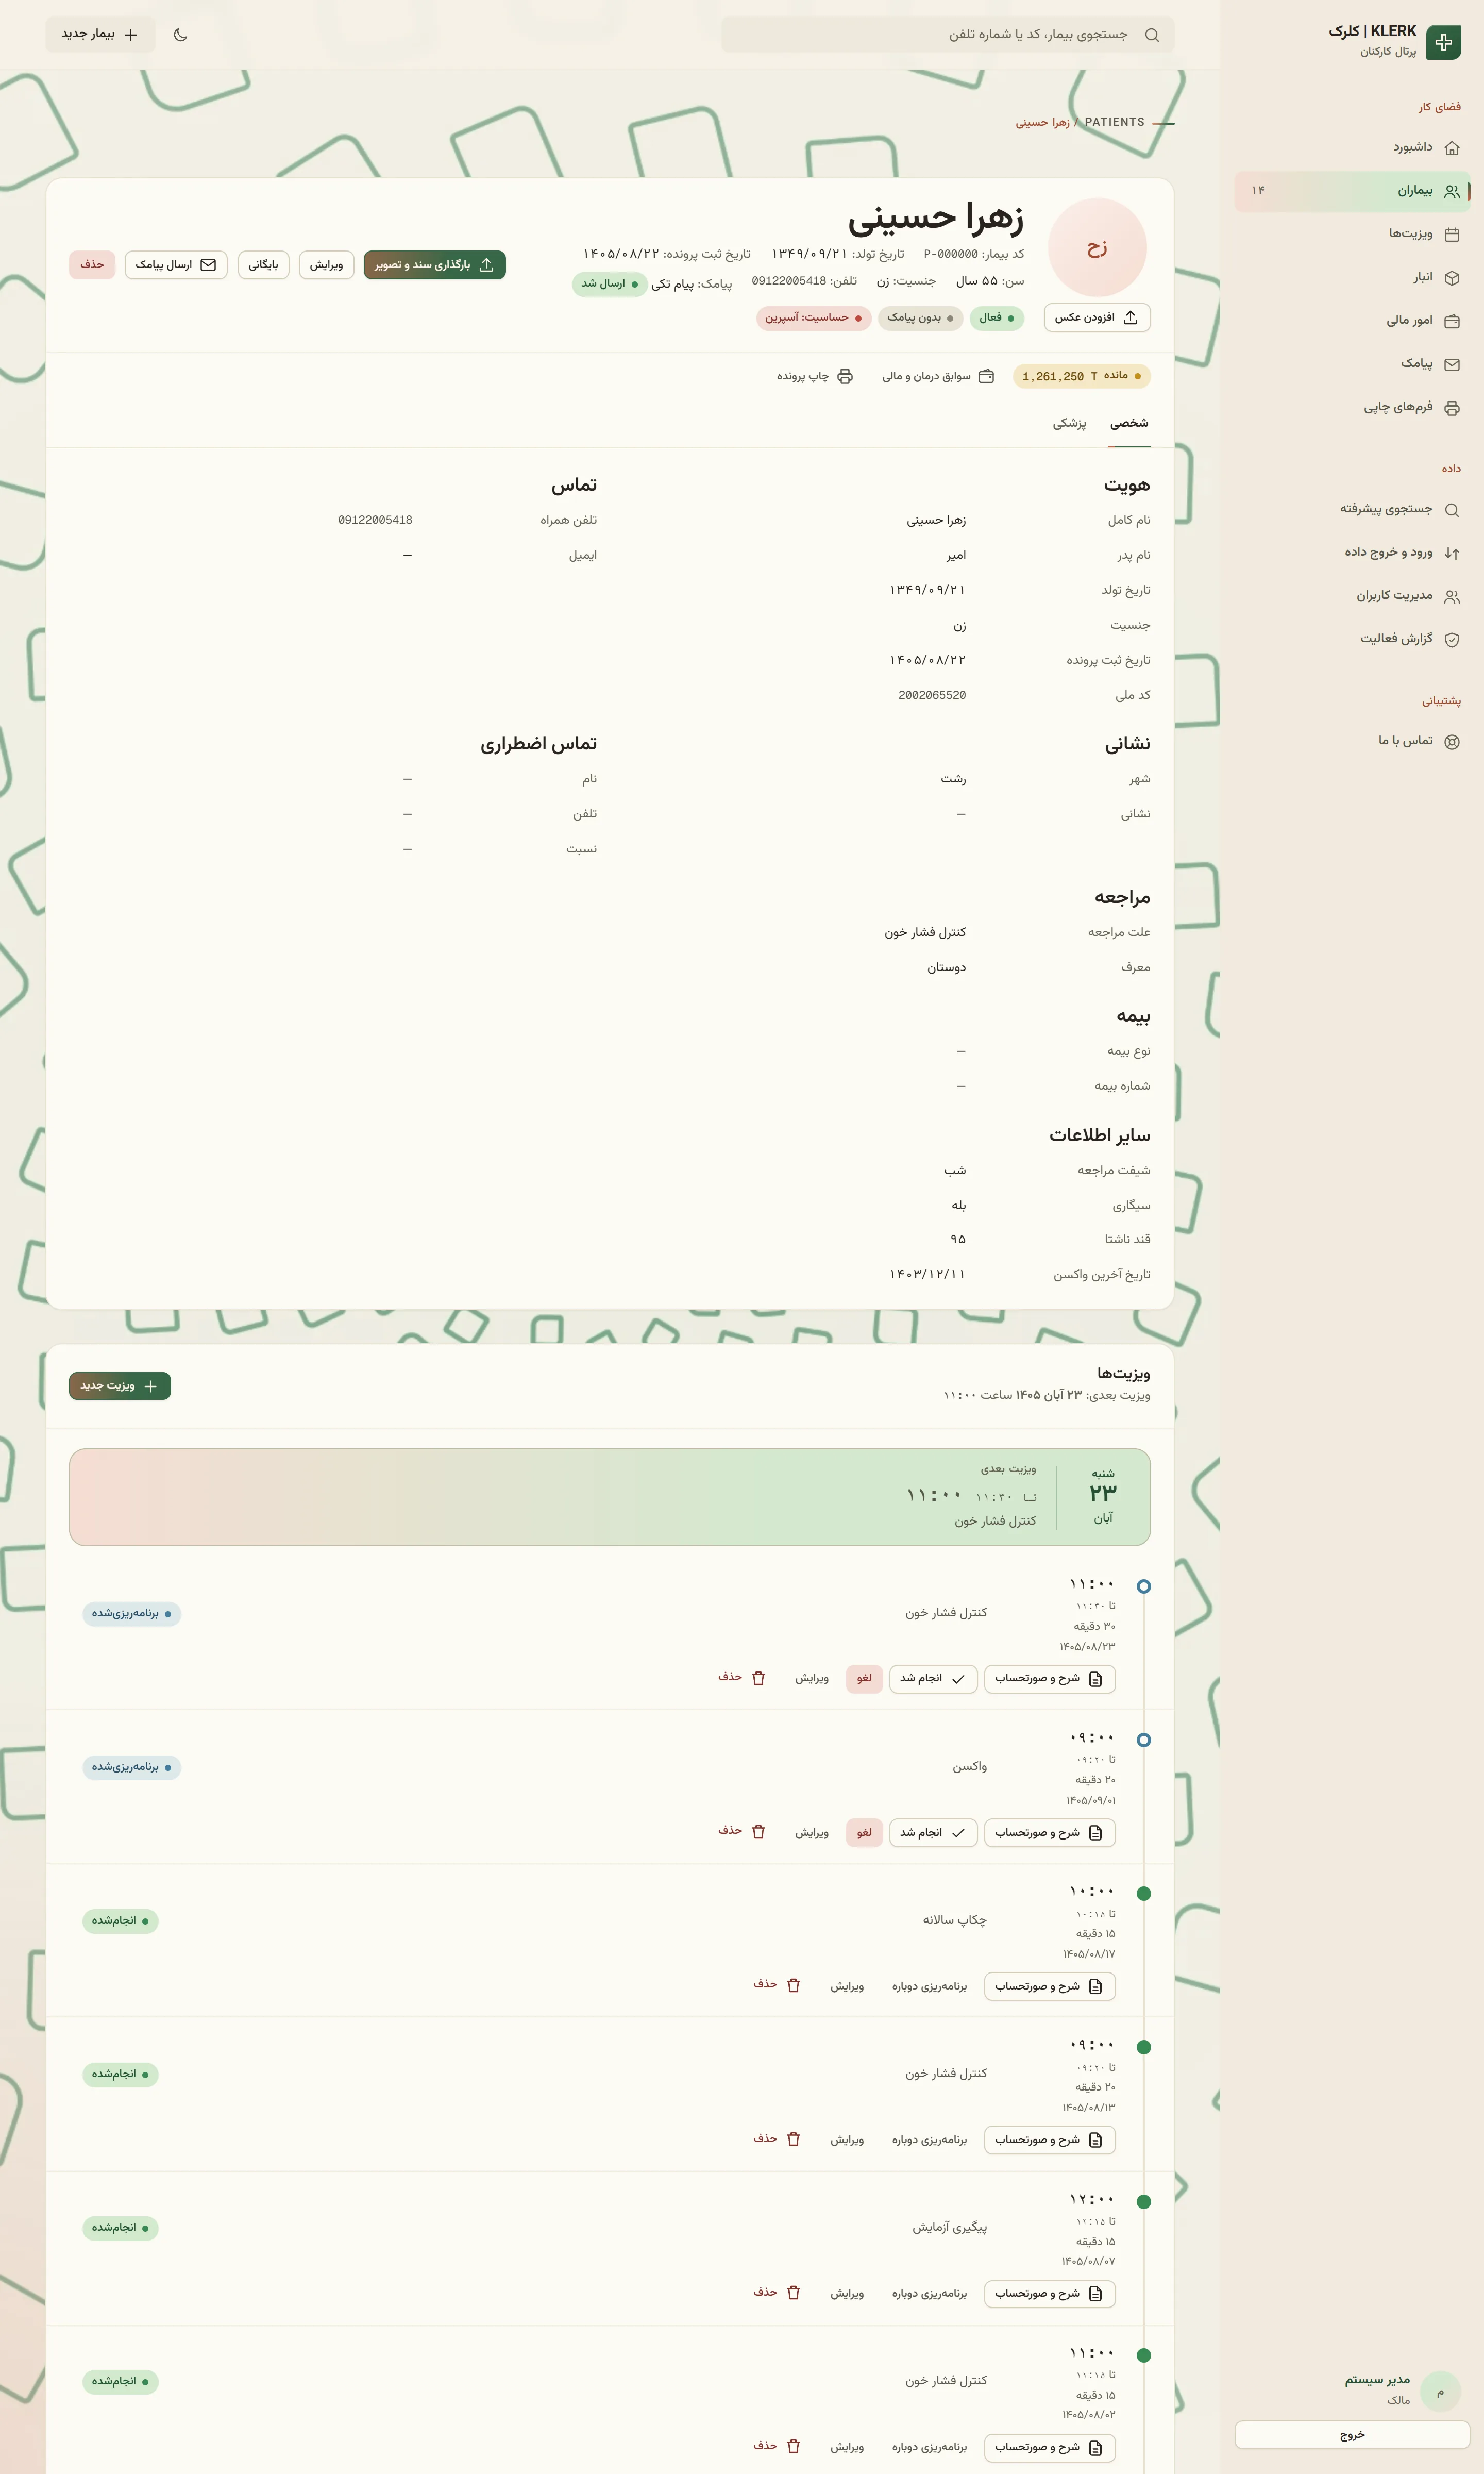 KLERK | کلرک
پرتال کارکنان
فضای کار
داشبورد
بیماران ۱۴
ویزیت‌ها
انبار
امور مالی
پیامک
فرم‌های چاپی
داده
جستجوی پیشرفته
ورود و خروج داده
مدیریت کاربران
گزارش فعالیت
پشتیبانی
تماس با ما
مدیر سیستم
م
مالک
خروج
جستجوی بیمار، کد یا شماره تلفن
بیمار جدید
PATIENTS / زهرا حسینی
زح
افزودن عکس
زهرا حسینی
کد بیمار: P-000000 تاریخ تولد: ۱۳۴۹/۰۹/۲۱ تاریخ ثبت پرونده: ۱۴۰۵/۰۸/۲۲
سن: ۵۵ سال جنسیت: زن تلفن: 09122005418 پیامک: پیام تکی ارسال شد
فعال بدون پیامک حساسیت: آسپرین
بارگذاری سند و تصویر ارسال پیامک ویرایش بایگانی حذف
مانده 1,261,250 T سوابق درمان و مالی چاپ پرونده
شخصی پزشکی
هویت
نام کامل زهرا حسینی
نام پدر امیر
تاریخ تولد ۱۳۴۹/۰۹/۲۱
جنسیت زن
تاریخ ثبت پرونده ۱۴۰۵/۰۸/۲۲
کد ملی 2002065520
تماس
تلفن همراه 09122005418
ایمیل —
نشانی
شهر رشت
نشانی —
تماس اضطراری
نام —
تلفن —
نسبت —
مراجعه
علت مراجعه کنترل فشار خون
معرف دوستان
بیمه
نوع بیمه —
شماره بیمه —
سایر اطلاعات
شیفت مراجعه شب
سیگاری بله
قند ناشتا ۹۵
تاریخ آخرین واکسن ۱۴۰۳/۱۲/۱۱
ویزیت‌ها
ویزیت بعدی: ۲۳ آبان ۱۴۰۵ ساعت ۱۱:۰۰
ویزیت جدید
شنبه
۲۳
آبان
ویزیت بعدی
۱۱:۰۰ تا ۱۱:۳۰
کنترل فشار خون
۱۱:۰۰
تا ۱۱:۳۰
۳۰ دقیقه
۱۴۰۵/۰۸/۲۳
کنترل فشار خون
برنامه‌ریزی‌شده
شرح و صورتحساب انجام شد لغو ویرایش حذف
۰۹:۰۰
تا ۰۹:۲۰
۲۰ دقیقه
۱۴۰۵/۰۹/۰۱
واکسن
برنامه‌ریزی‌شده
شرح و صورتحساب انجام شد لغو ویرایش حذف
۱۰:۰۰
تا ۱۰:۱۵
۱۵ دقیقه
۱۴۰۵/۰۸/۱۷
چکاپ سالانه
انجام‌شده
شرح و صورتحساب برنامه‌ریزی دوباره ویرایش حذف
۰۹:۰۰
تا ۰۹:۲۰
۲۰ دقیقه
۱۴۰۵/۰۸/۱۳
کنترل فشار خون
انجام‌شده
شرح و صورتحساب برنامه‌ریزی دوباره ویرایش حذف
۱۲:۰۰
تا ۱۲:۱۵
۱۵ دقیقه
۱۴۰۵/۰۸/۰۷
پیگیری آزمایش
انجام‌شده
شرح و صورتحساب برنامه‌ریزی دوباره ویرایش حذف
۱۱:۰۰
تا ۱۱:۱۵
۱۵ دقیقه
۱۴۰۵/۰۸/۰۲
کنترل فشار خون
انجام‌شده
شرح و صورتحساب برنامه‌ریزی دوباره ویرایش حذف